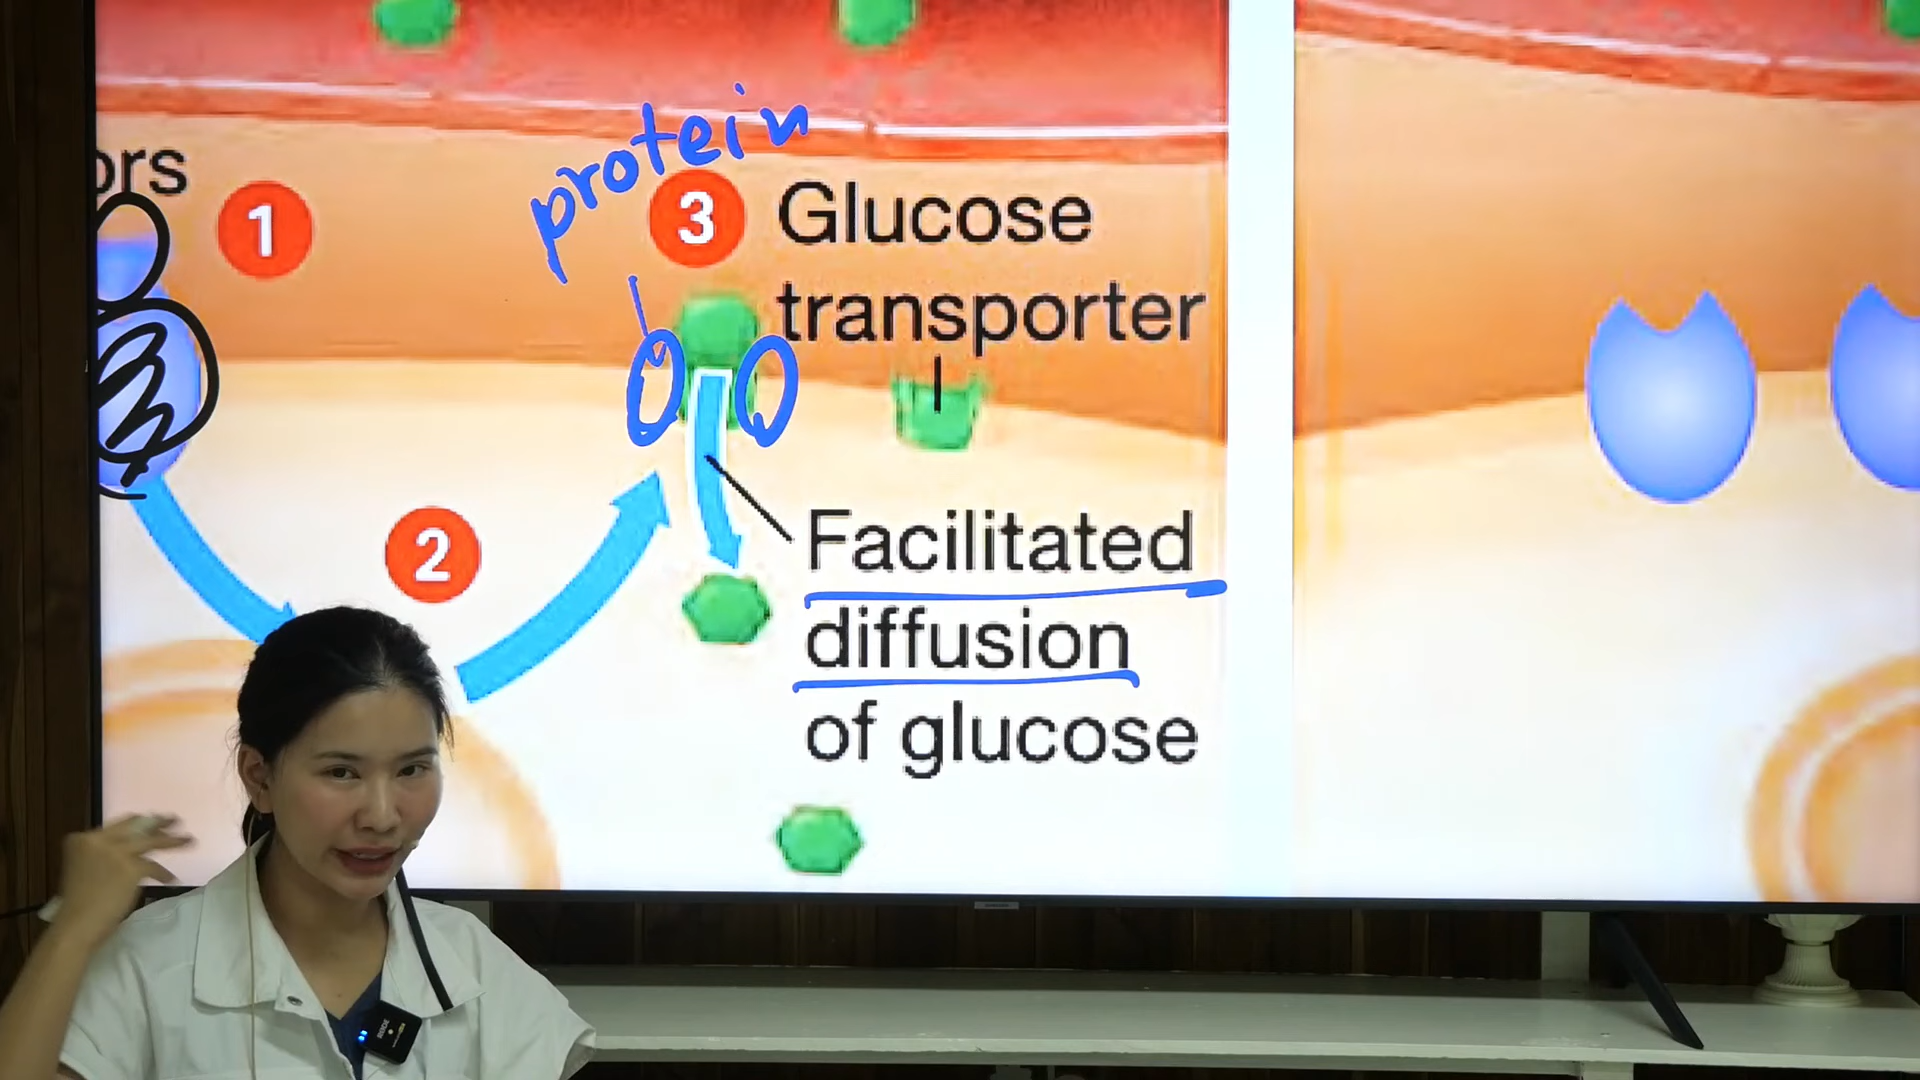 protein
ors
1
3 Glucose
transporter
2
Facilitated
diffusion
of glucose